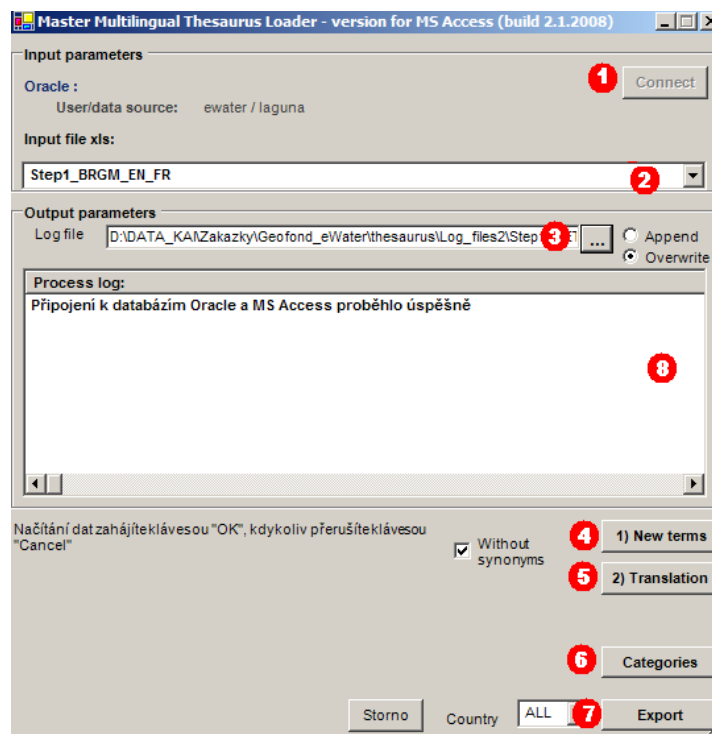 Master Multilingual Thesaurus Loader - version for MS Access (build 2.1.2008)
Input parameters
1
Connect
Oracle :
User/data source: ewater / laguna
Input file xls:
Step1_BRGM_EN_FR
2
Output parameters
Log file D:\DATA_KAI\Zakazky\Geofond_eWater\thesaurus\Log_files2\Step 3 ... Append
Overwrite
Process log:
Připojení k databázím Oracle a MS Access proběhlo úspěšně
8
Načítání dat zahájíte klávesou "OK", kdykoliv přerušíte klávesou
"Cancel"
Without
synonyms
4 1) New terms
5 2) Translation
6 Categories
Storno Country ALL 7 Export